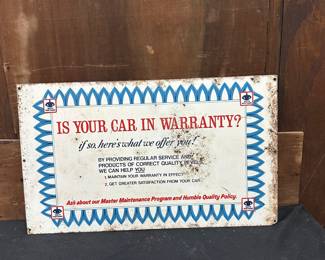 IS YOUR CAR IN WARRANTY?
if so, here's what we offer you!
BY PROVIDING REGULAR SERVICE AND
PRODUCTS OF CORRECT QUALITY
WE CAN HELP YOU
1. MAINTAIN YOUR WARRANTY IN EFFECT
2. GET GREATER SATISFACTION FROM YOUR CAR
Ask about our Master Maintenance Program and Humble Quality Policy.